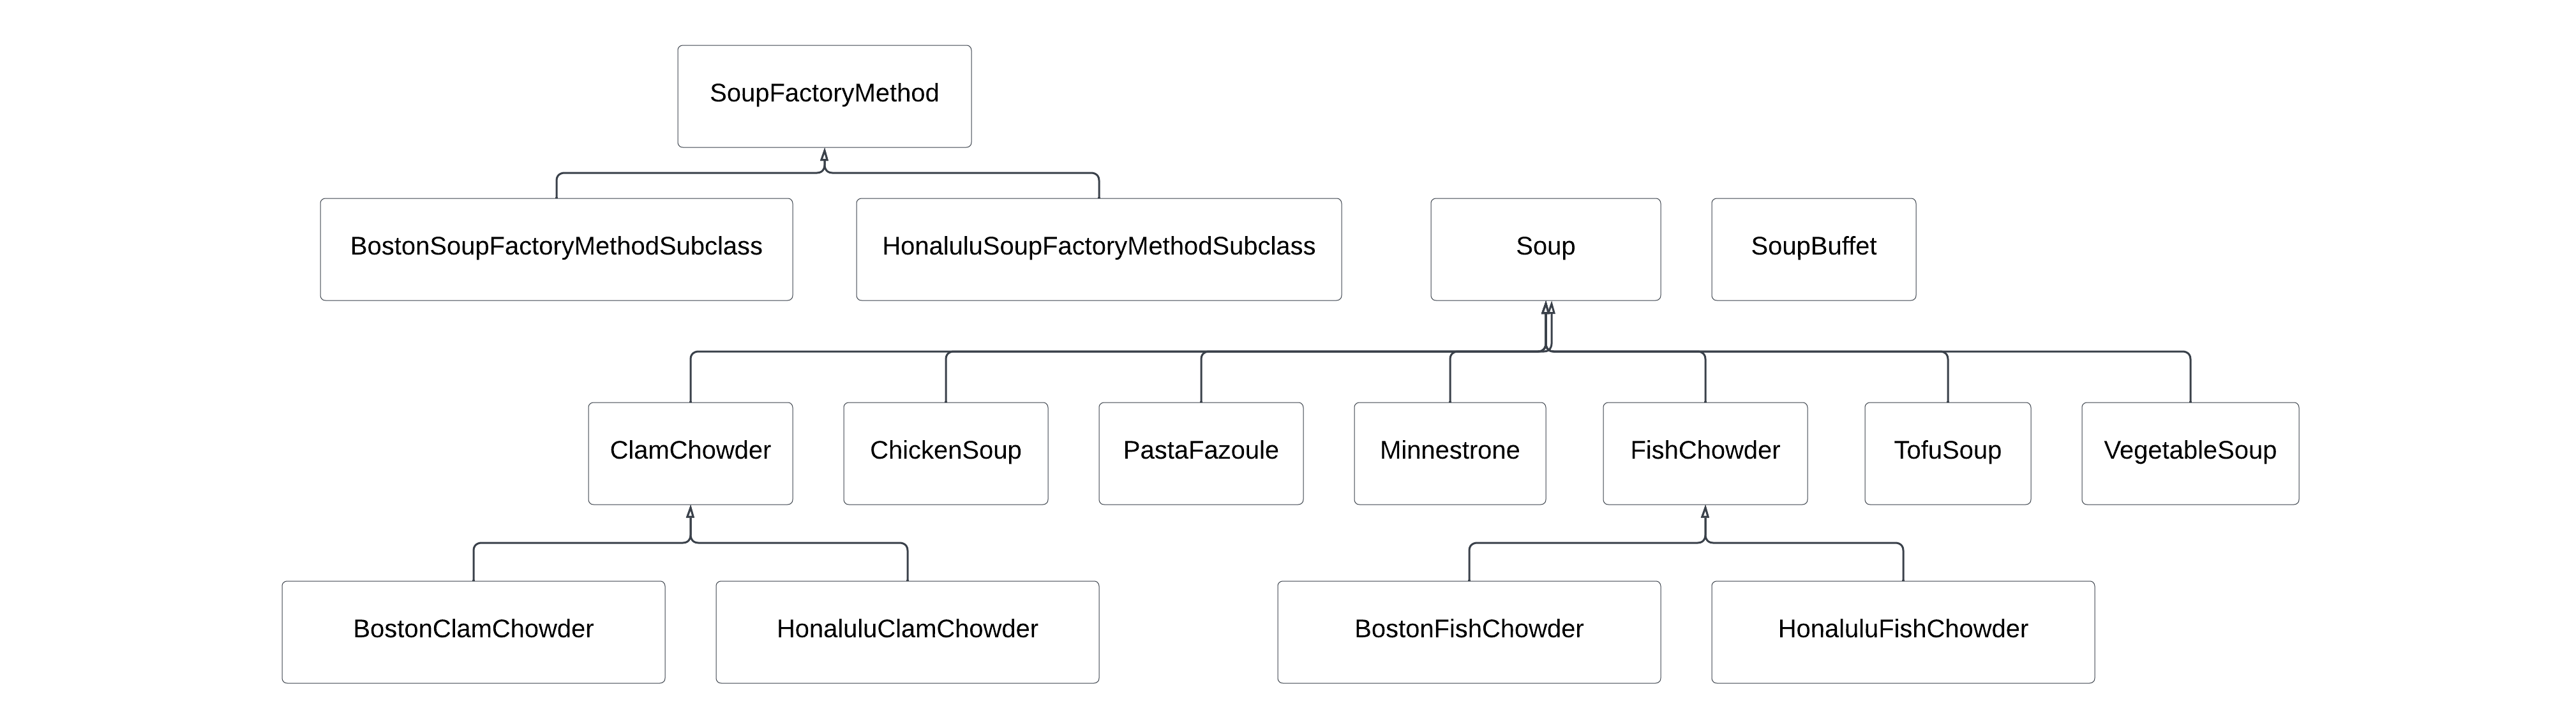 SoupFactoryMethod
BostonSoupFactoryMethodSubclass
HonaluluSoupFactoryMethodSubclass
Soup
SoupBuffet
ClamChowder
ChickenSoup
PastaFazoule
Minnestrone
FishChowder
TofuSoup
VegetableSoup
BostonClamChowder
HonaluluClamChowder
BostonFishChowder
HonaluluFishChowder